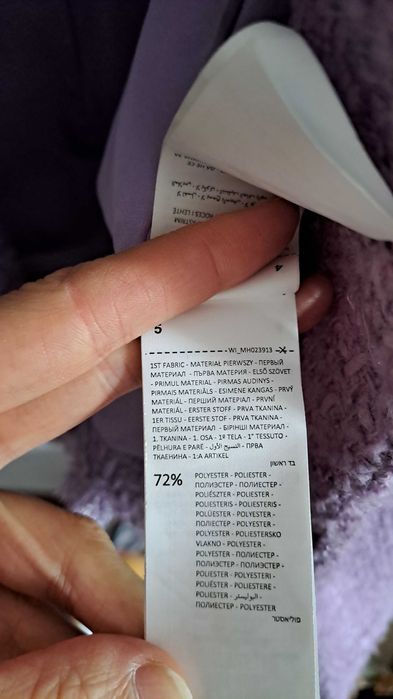 5
4
WI_MH023913
1ST FABRIC - MATERIAŁ PIERWSZY - ПЕРВЫЙ
МАТЕРИАЛ - ПЪРВА МАТЕРИЯ - ELSŐ SZÖVET
- PRIMUL MATERIAL - PIRMAS AUDINYS -
PIRMAIS MATERIĀLS - ESIMENE KANGAS - PRVÝ
MATERIÁL - ПЕРШИЙ МАТЕРІАЛ - PRVNÍ
MATERIÁL - ERSTER STOFF - PRVA TKANINA -
1ER TISSU - EERSTE STOF - PRVA TKANINA -
ПЕРВЫЙ МАТЕРИАЛ - БІРІНШІ МАТЕРИАЛ -
1. TKANINA - 1. OSA - 1ª TELA - 1° TESSUTO -
PËLHURA E PARË - النسيج الأول - ПРВА
ТКАЕНИНА - 1:A ARTIKEL
בד ראשון
72%
POLYESTER - POLIESTER -
ПОЛИЭСТЕР - ПОЛИЕСТЕР -
POLIÉSZTER - POLIESTER -
POLIESTERIS - POLIESTERIS -
POLÜESTER - POLYESTER -
ПОЛІЕСТЕР - POLYESTER -
POLYESTER - POLIESTERSKO
VLAKNO - POLYESTER -
POLYESTER - ПОЛИЕСТЕР -
ПОЛИЭСТЕР - ПОЛИЭСТЕР -
POLIESTER - POLYESTERI -
POLIÉSTER - POLIESTERE -
POLIESTER - البوليستر -
ПОЛИЕСТЕР - POLYESTER
פוליאסטר